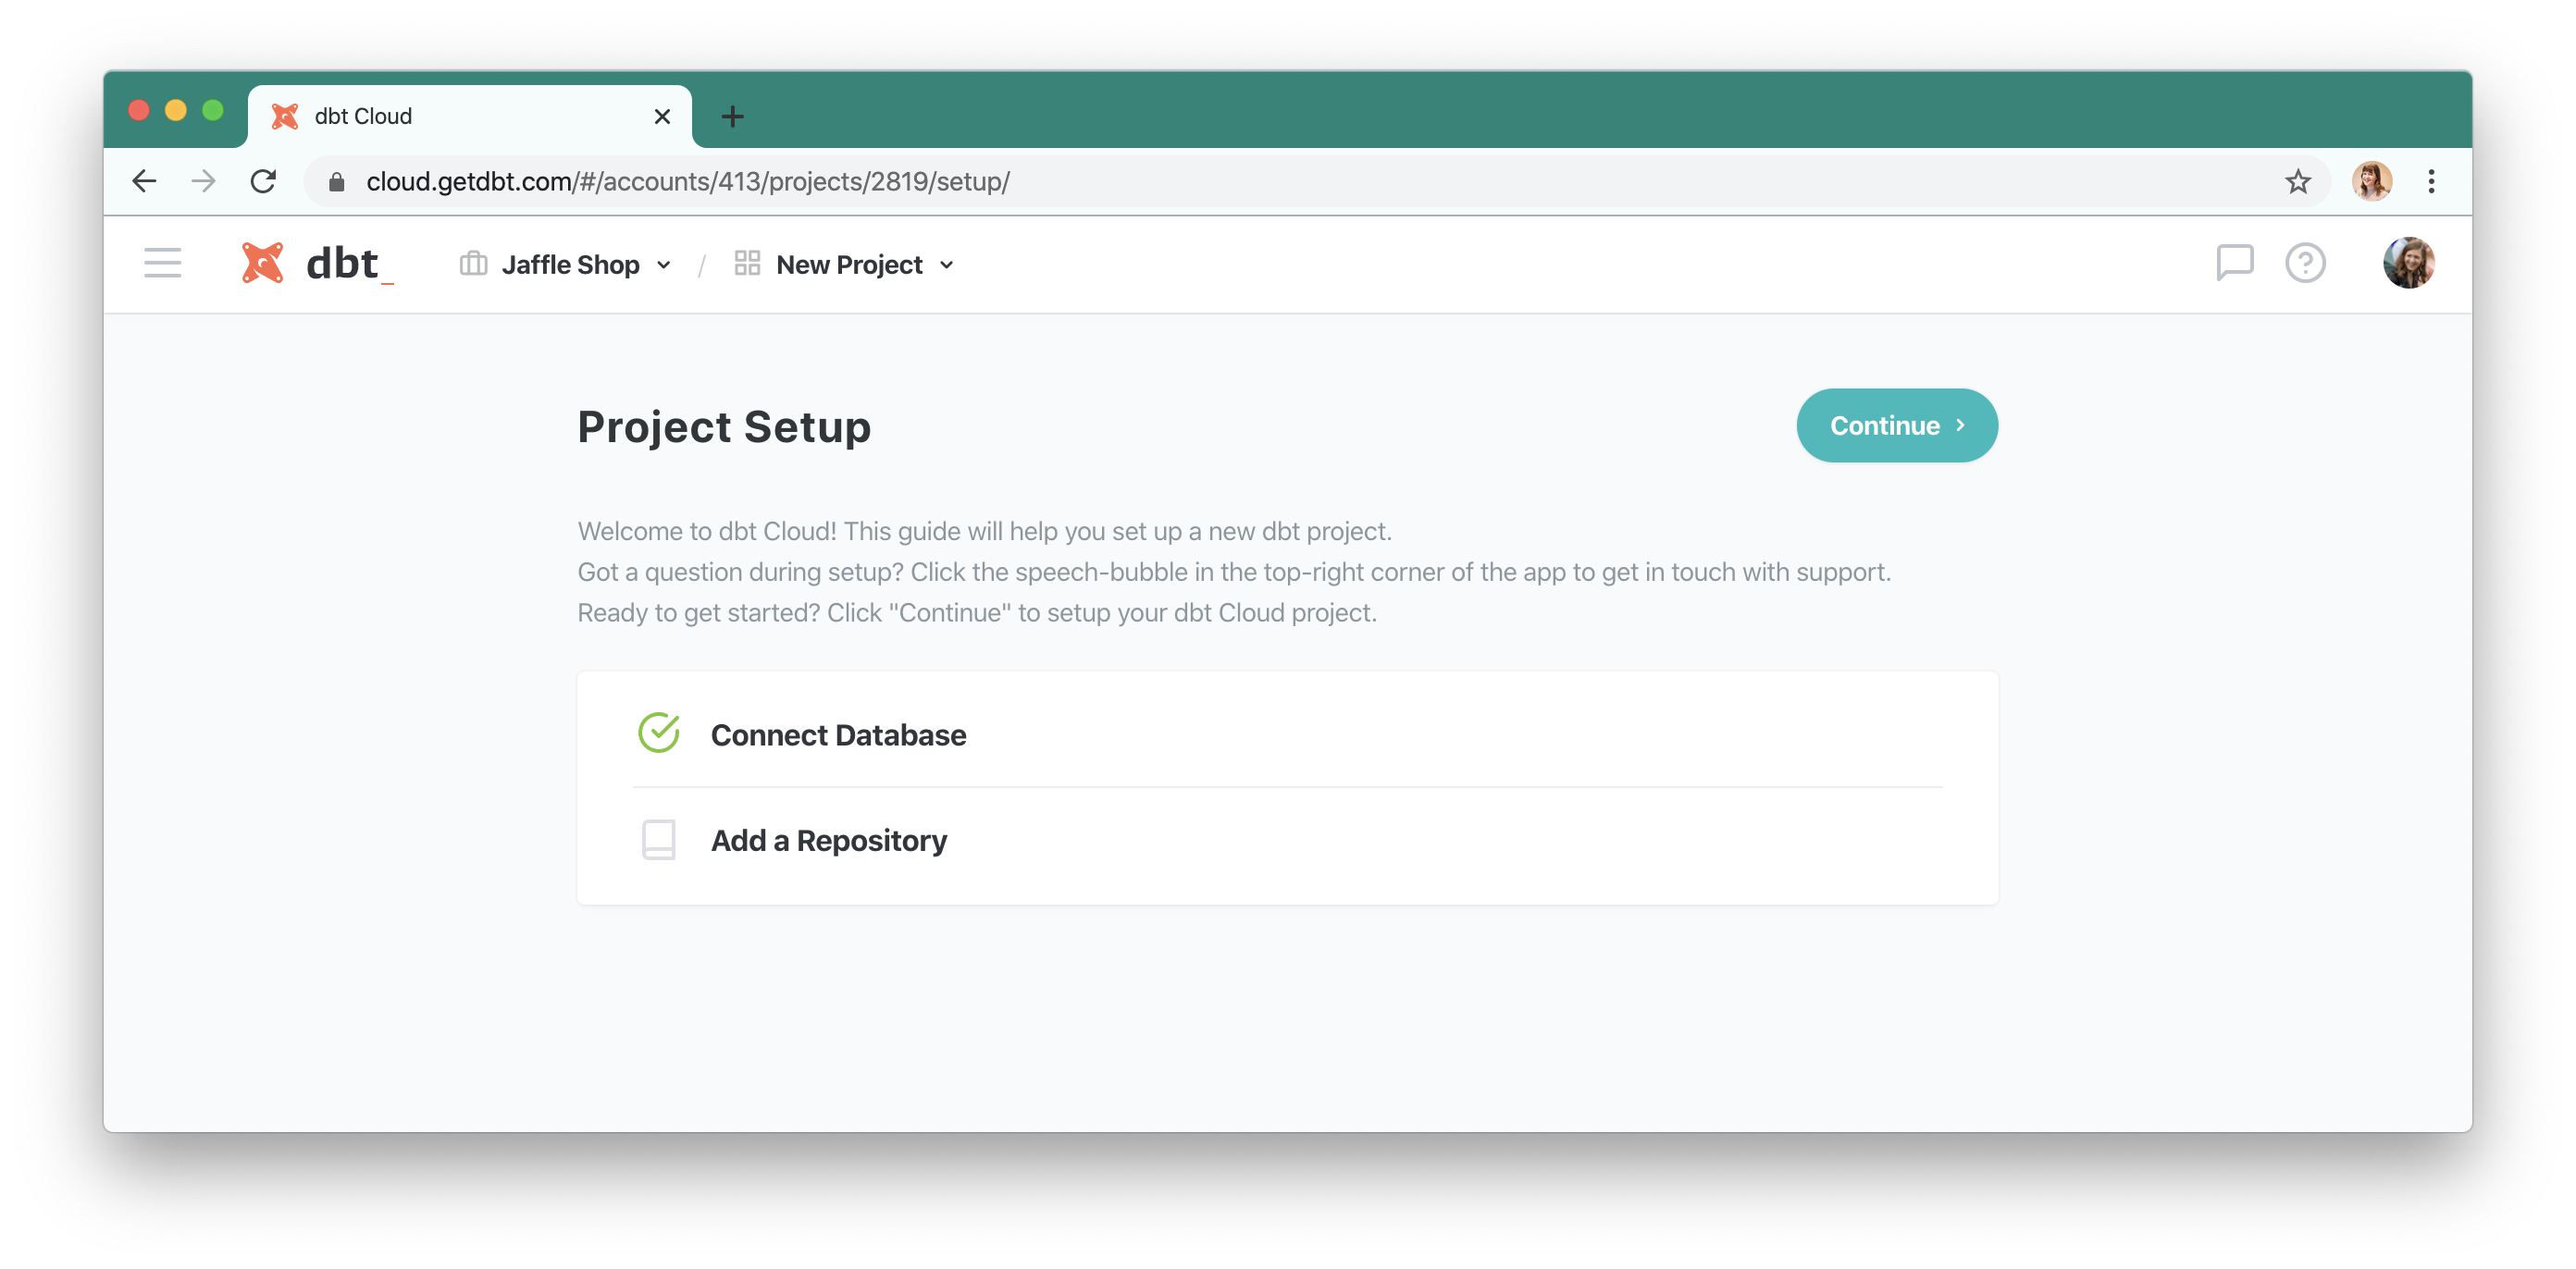 dbt Cloud
cloud.getdbt.com/#/accounts/413/projects/2819/setup/
dbt_ Jaffle Shop / New Project
Project Setup
Continue
Welcome to dbt Cloud! This guide will help you set up a new dbt project.
Got a question during setup? Click the speech-bubble in the top-right corner of the app to get in touch with support.
Ready to get started? Click "Continue" to setup your dbt Cloud project.
Connect Database
Add a Repository